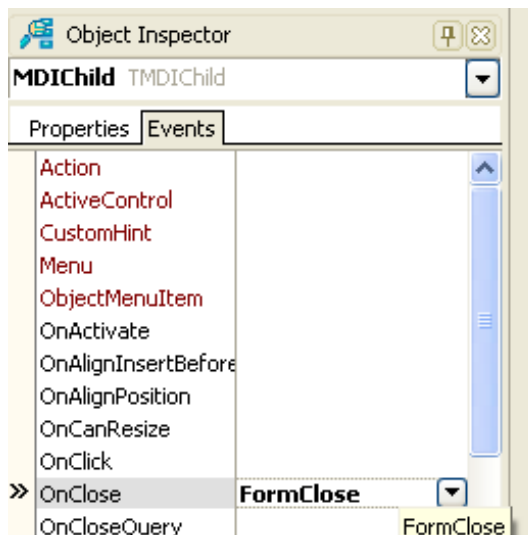 Object Inspector
MDIChild TMDIChild
Properties Events
Action
ActiveControl
CustomHint
Menu
ObjectMenuItem
OnActivate
OnAlignInsertBefore
OnAlignPosition
OnCanResize
OnClick
» OnClose FormClose
OnCloseQuery FormClose